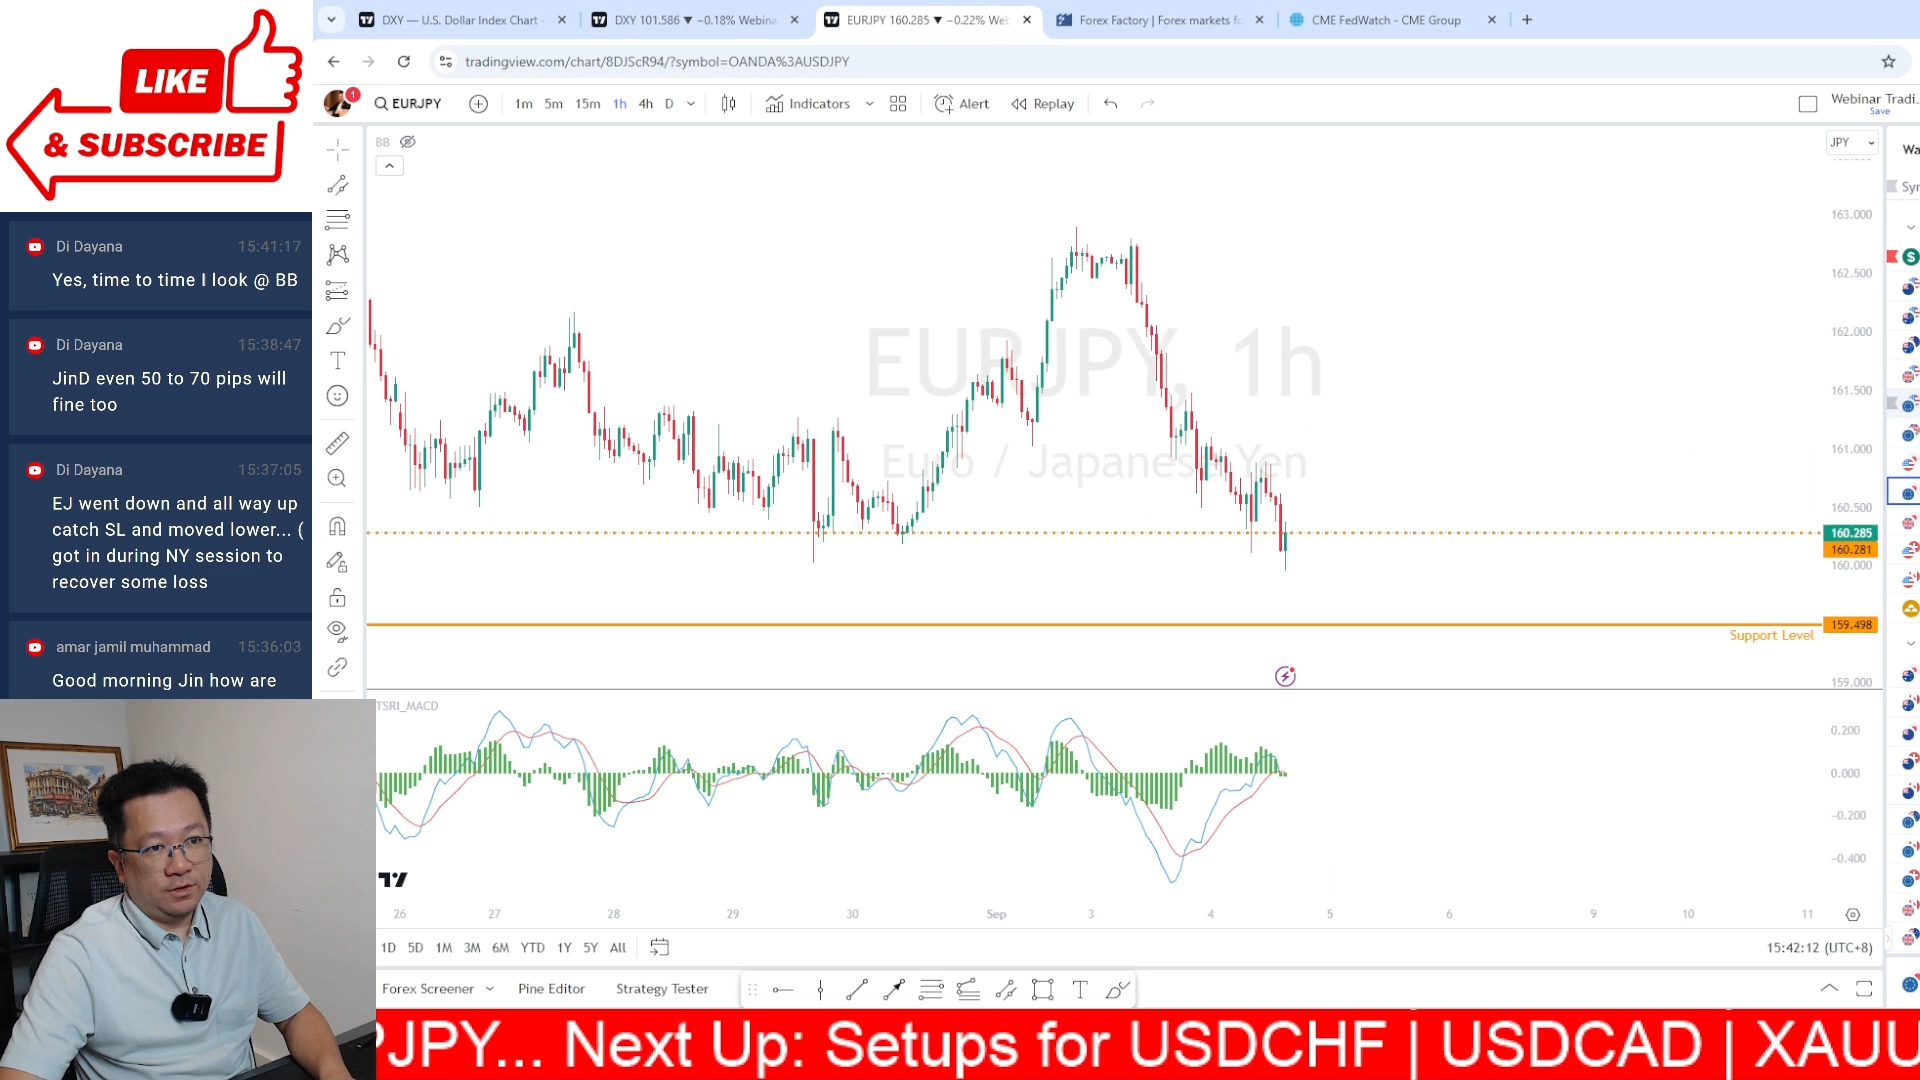 LIKE
& SUBSCRIBE
DXY — U.S. Dollar Index Chart
DXY 101.586 ▼ −0.18% Webina
EURJPY 160.285 ▼ −0.22% Web
Forex Factory | Forex markets fo
CME FedWatch - CME Group
tradingview.com/chart/8DJScR94/?symbol=OANDA%3AUSDJPY
1
EURJPY
1m
5m
15m
1h
4h
D
Indicators
Alert
Replay
Webinar Tradi...
Save
BB
JPY
Wa
Syn
Di Dayana 15:41:17
Yes, time to time I look @ BB
Di Dayana 15:38:47
JinD even 50 to 70 pips will
fine too
Di Dayana 15:37:05
EJ went down and all way up
catch SL and moved lower... (
got in during NY session to
recover some loss
amar jamil muhammad 15:36:03
Good morning Jin how are
EURJPY, 1h
Euro / Japanese Yen
163.000
162.500
162.000
161.500
161.000
160.500
160.285
160.281
160.000
159.498
Support Level
159.000
TSRI_MACD
0.200
0.000
−0.200
−0.400
26 27 28 29 30 Sep 3 4 5 6 9 10 11
1D 5D 1M 3M 6M YTD 1Y 5Y All
15:42:12 (UTC+8)
Forex Screener
Pine Editor
Strategy Tester
PJPY... Next Up: Setups for USDCHF | USDCAD | XAUU